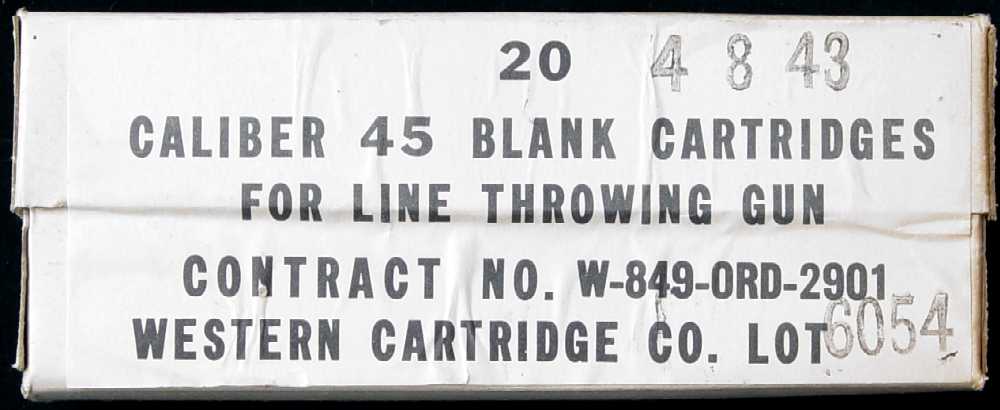 20 4 8 43
CALIBER 45 BLANK CARTRIDGES
FOR LINE THROWING GUN
CONTRACT NO. W-849-ORD-2901
WESTERN CARTRIDGE CO. LOT 6054